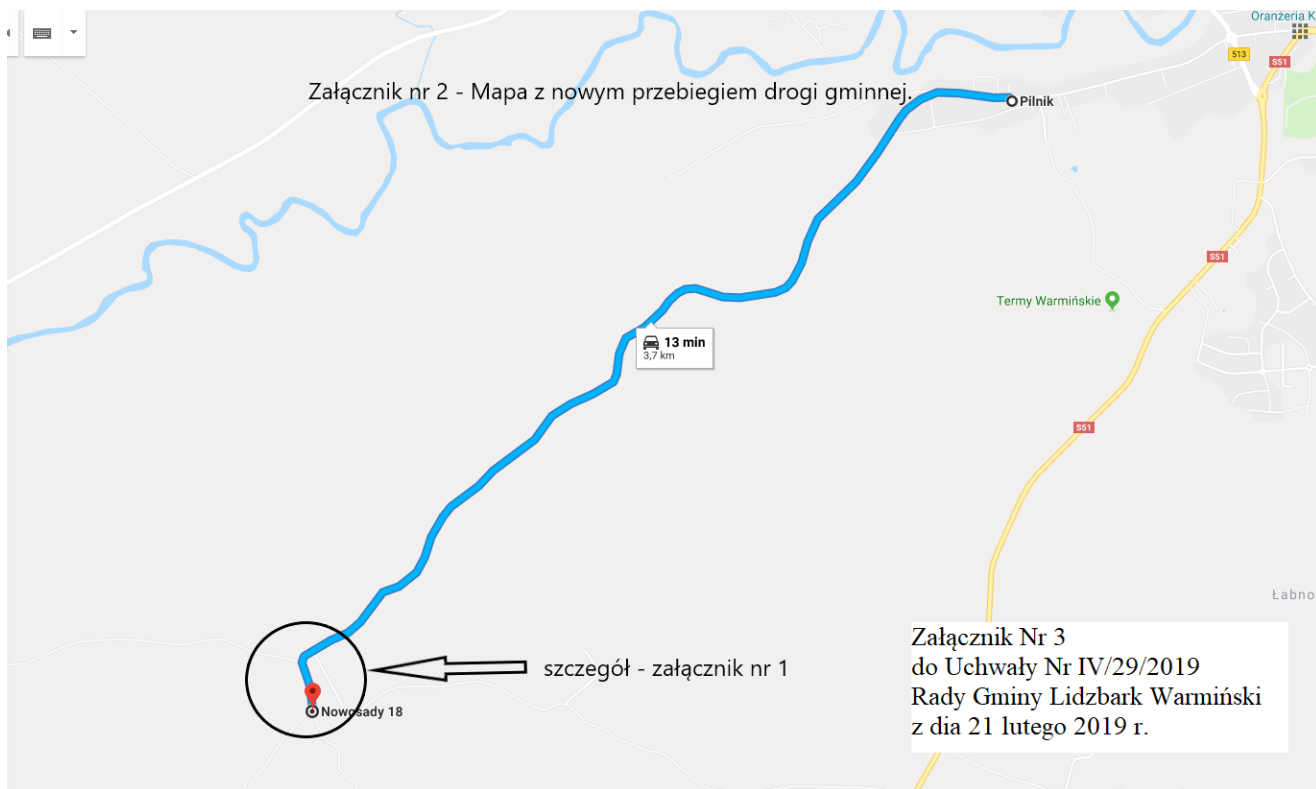 Oranżeria K
513
S51
Załącznik nr 2 - Mapa z nowym przebiegiem drogi gminnej.
Pilnik
S51
Termy Warmińskie
13 min
3,7 km
S51
Łabno
Załącznik Nr 3
do Uchwały Nr IV/29/2019
Rady Gminy Lidzbark Warmiński
z dia 21 lutego 2019 r.
szczegół - załącznik nr 1
Nowosady 18